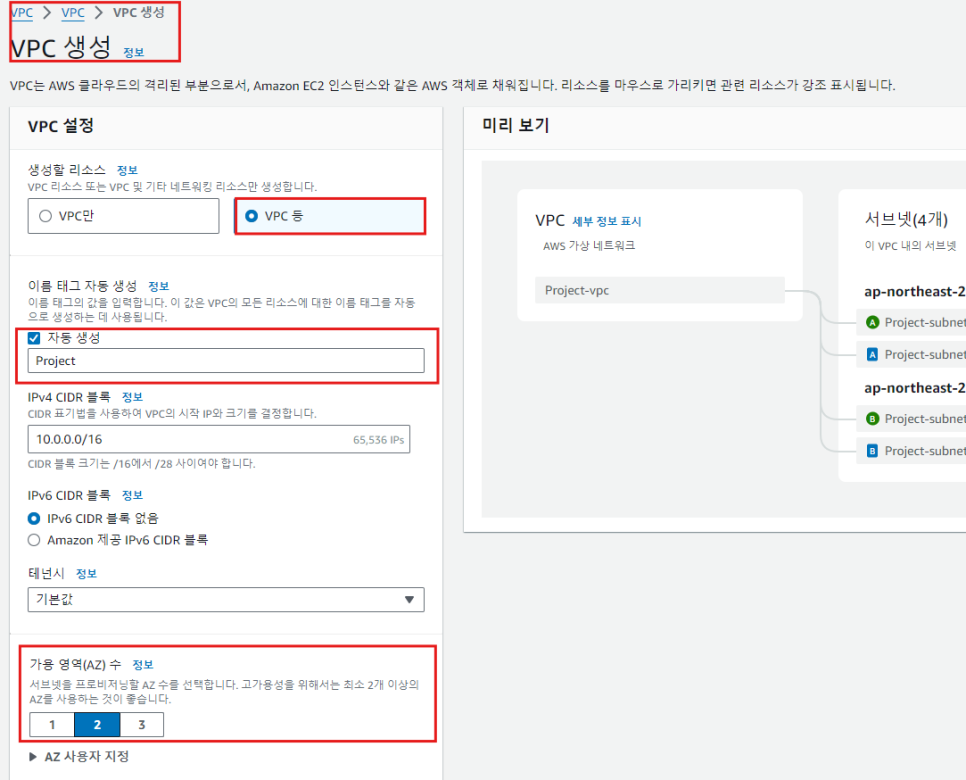 VPC > VPC > VPC 생성
VPC 생성 정보
VPC는 AWS 클라우드의 격리된 부분으로서, Amazon EC2 인스턴스와 같은 AWS 객체로 채워집니다. 리소스를 마우스로 가리키면 관련 리소스가 강조 표시됩니다.
VPC 설정
생성할 리소스 정보
VPC 리소스 또는 VPC 및 기타 네트워킹 리소스만 생성합니다.
VPC만
VPC 등
이름 태그 자동 생성 정보
이름 태그의 값을 입력합니다. 이 값은 VPC의 모든 리소스에 대한 이름 태그를 자동
으로 생성하는 데 사용됩니다.
자동 생성
Project
IPv4 CIDR 블록 정보
CIDR 표기법을 사용하여 VPC의 시작 IP와 크기를 결정합니다.
10.0.0.0/16 65,536 IPs
CIDR 블록 크기는 /16에서 /28 사이여야 합니다.
IPv6 CIDR 블록 정보
IPv6 CIDR 블록 없음
Amazon 제공 IPv6 CIDR 블록
테넌시 정보
기본값
가용 영역(AZ) 수 정보
서브넷을 프로비저닝할 AZ 수를 선택합니다. 고가용성을 위해서는 최소 2개 이상의
AZ를 사용하는 것이 좋습니다.
1 2 3
AZ 사용자 지정
미리 보기
VPC 세부 정보 표시
AWS 가상 네트워크
Project-vpc
서브넷(4개)
이 VPC 내의 서브넷
ap-northeast-2
A Project-subnet
A Project-subnet
ap-northeast-2
B Project-subnet
B Project-subnet